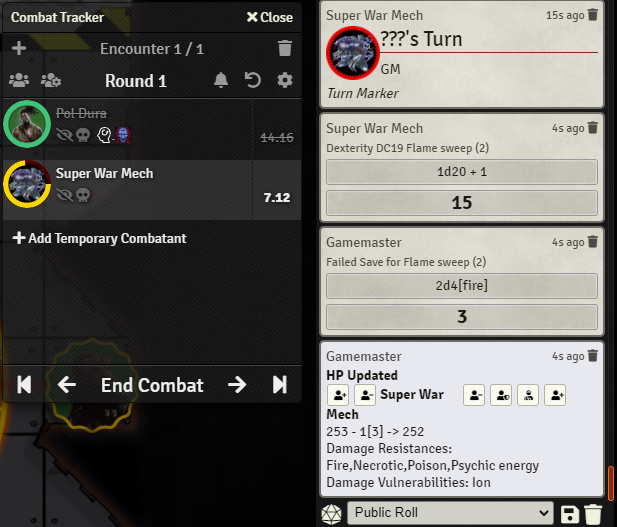 Combat Tracker
Close
Encounter 1 / 1
Round 1
Pol Dura
14.16
Super War Mech
7.12
Add Temporary Combatant
End Combat
Super War Mech
15s ago
???'s Turn
GM
Turn Marker
Super War Mech
4s ago
Dexterity DC19 Flame sweep (2)
1d20 + 1
15
Gamemaster
4s ago
Failed Save for Flame sweep (2)
2d4[fire]
3
Gamemaster
4s ago
HP Updated
Super War
Mech
253 - 1[3] -> 252
Damage Resistances:
Fire,Necrotic,Poison,Psychic energy
Damage Vulnerabilities: Ion
Public Roll